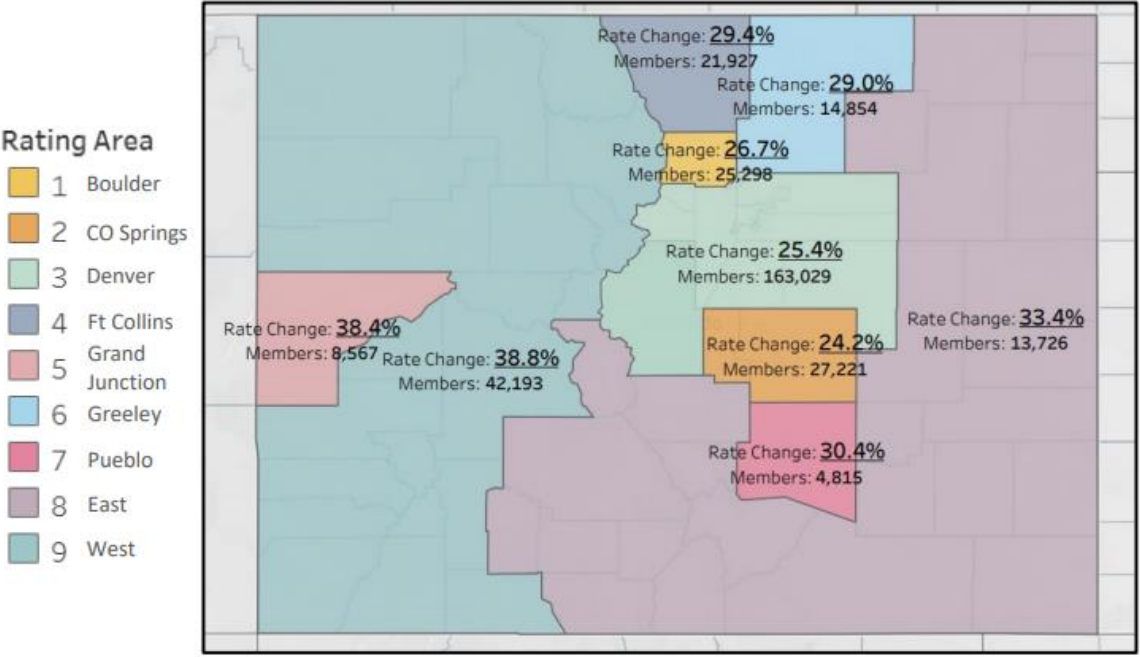 Rating Area
1 Boulder
2 CO Springs
3 Denver
4 Ft Collins
5 Grand
Junction
6 Greeley
7 Pueblo
8 East
9 West
Rate Change: 29.4%
Members: 21,927
Rate Change: 29.0%
Members: 14,854
Rate Change: 26.7%
Members: 25,298
Rate Change: 25.4%
Members: 163,029
Rate Change: 38.4%
Members: 8,567
Rate Change: 38.8%
Members: 42,193
Rate Change: 24.2%
Members: 27,221
Rate Change: 33.4%
Members: 13,726
Rate Change: 30.4%
Members: 4,815